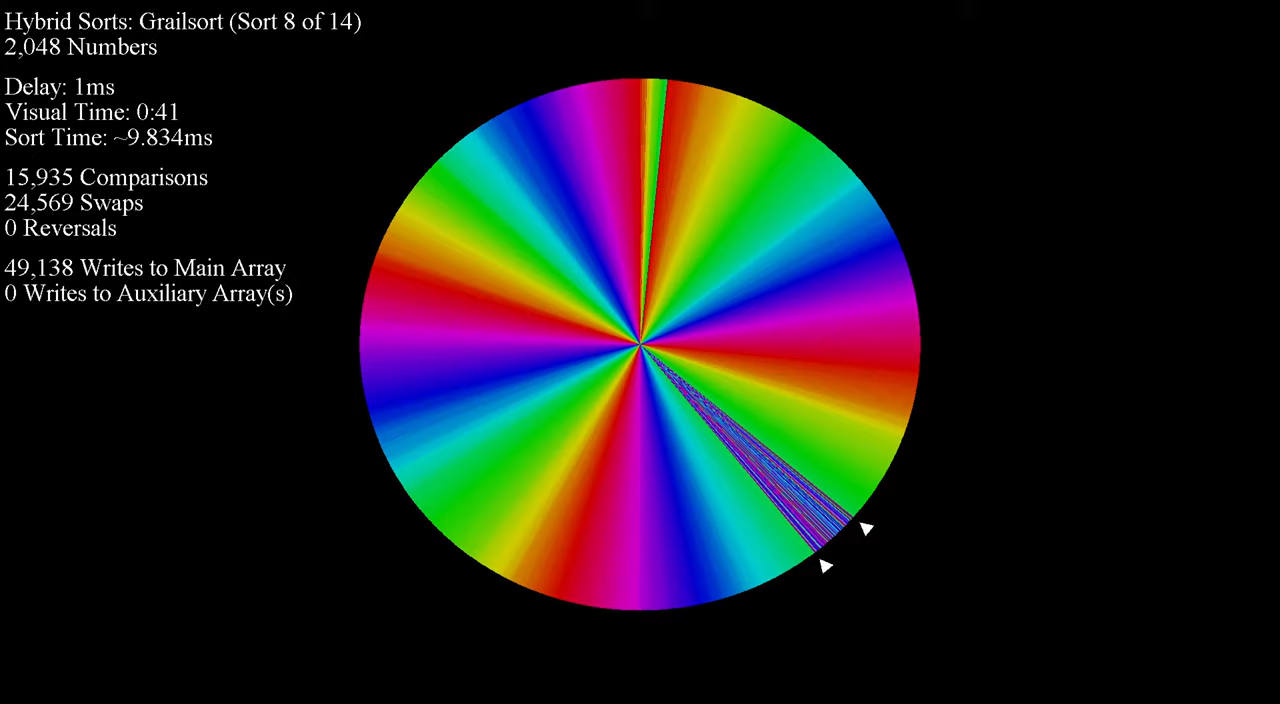 Hybrid Sorts: Grailsort (Sort 8 of 14)
2,048 Numbers
Delay: 1ms
Visual Time: 0:41
Sort Time: ~9.834ms
15,935 Comparisons
24,569 Swaps
0 Reversals
49,138 Writes to Main Array
0 Writes to Auxiliary Array(s)